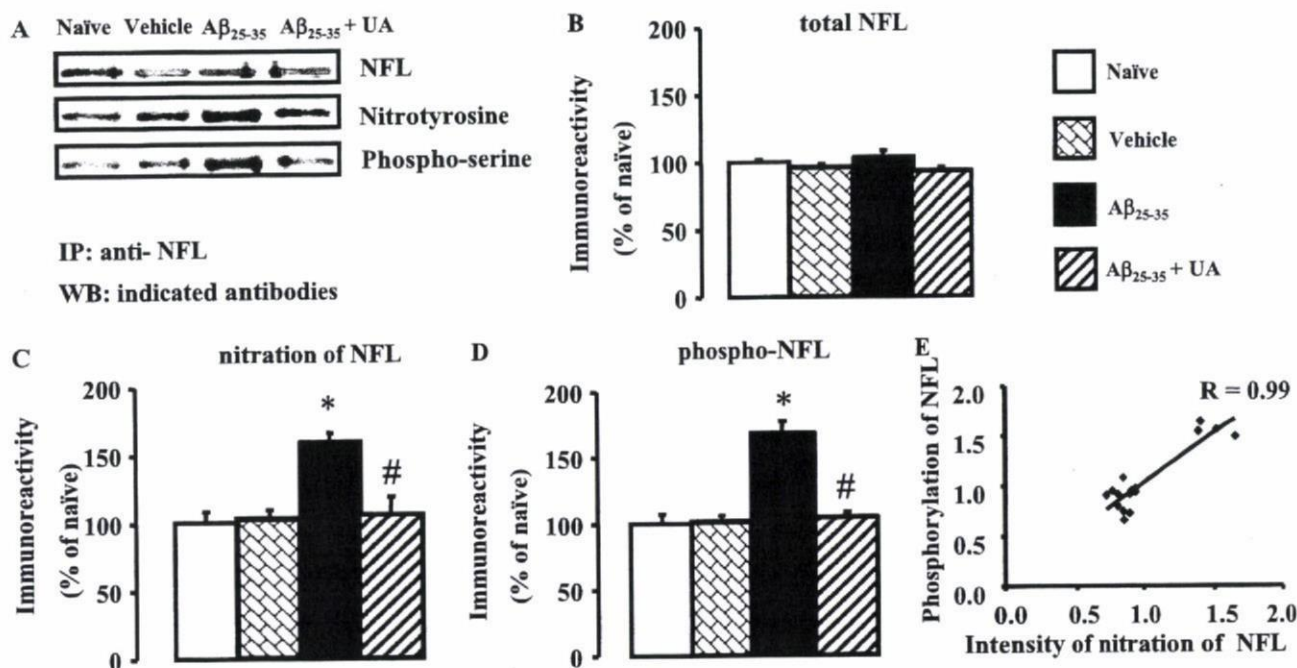 A
Naïve Vehicle Aβ25-35 Aβ25-35 + UA
NFL
Nitrotyrosine
Phospho-serine
IP: anti- NFL
WB: indicated antibodies
B
total NFL
Immunoreactivity
(% of naïve)
200
150
100
50
0
Naïve
Vehicle
Aβ25-35
Aβ25-35 + UA
C
nitration of NFL
Immunoreactivity
(% of naïve)
200
150
100
50
0
*
#
D
phospho-NFL
Immunoreactivity
(% of naïve)
200
150
100
50
0
*
#
E
R = 0.99
Phosphorylation of NFL
2.0
1.5
1.0
0.5
0.0
0.0 0.5 1.0 1.5 2.0
Intensity of nitration of NFL